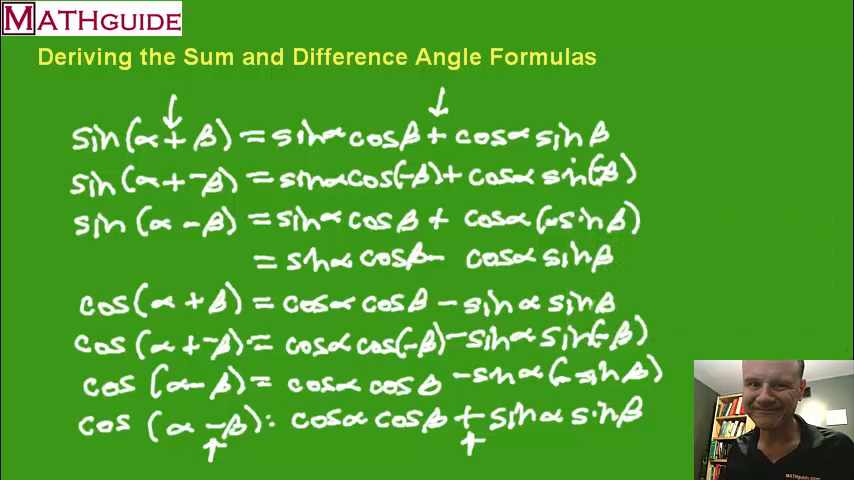 MATHGUIDE
Deriving the Sum and Difference Angle Formulas
sin(α + β) = sinα cosβ + cosα sinβ
sin(α + -β) = sinα cos(-β) + cosα sin(-β)
sin(α - β) = sinα cosβ + cosα(-sinβ)
= sinα cosβ - cosα sinβ
cos(α + β) = cosα cosβ - sinα sinβ
cos(α + -β) = cosα cos(-β) - sinα sin(-β)
cos(α - β) = cosα cosβ - sinα(-sinβ)
cos(α - β) = cosα cosβ + sinα sinβ
MATHguide.com